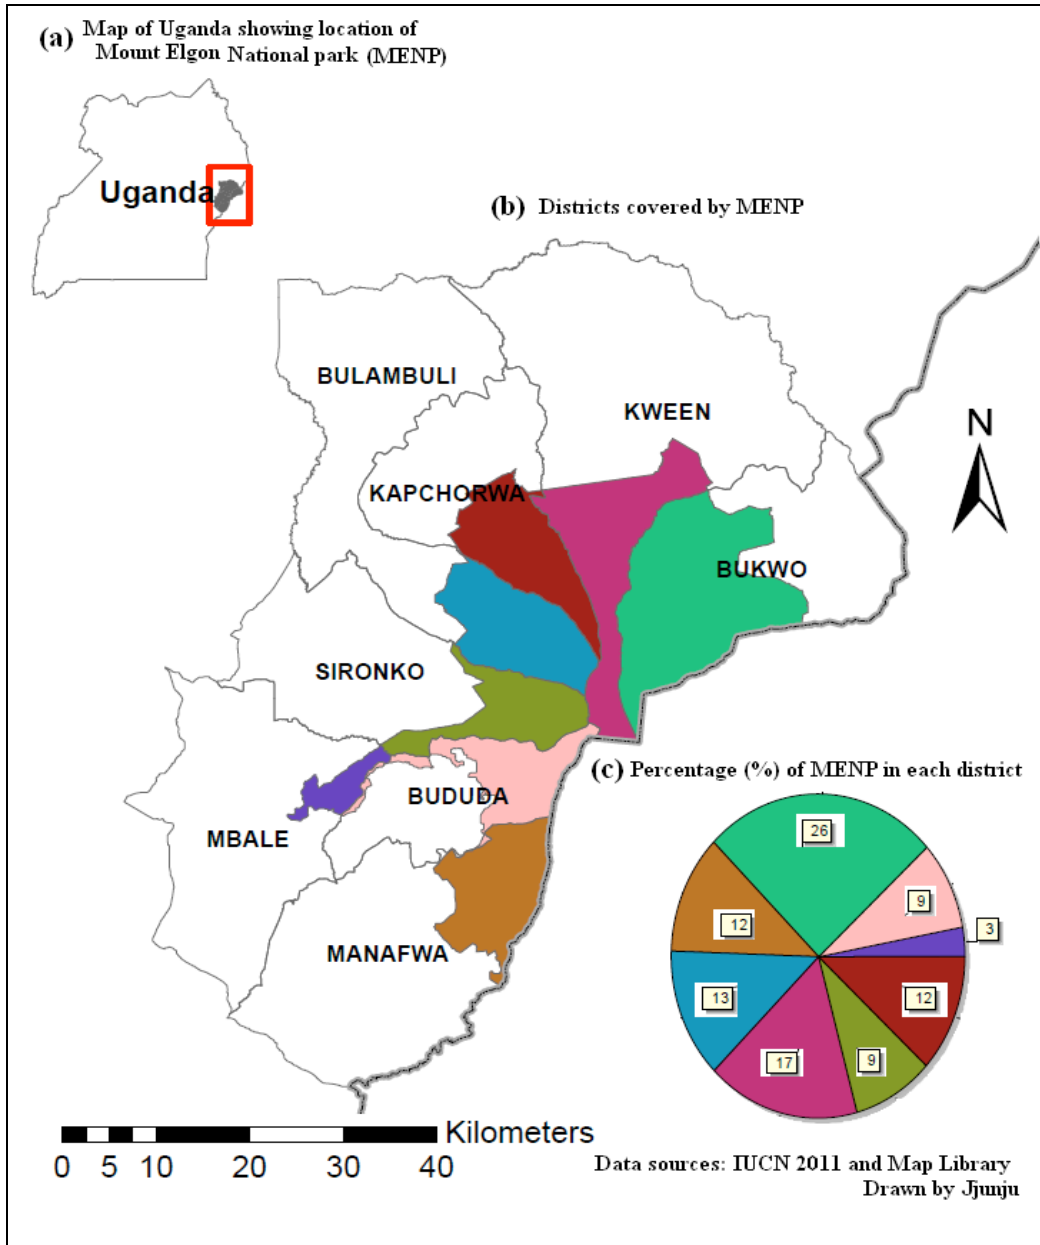 (a) Map of Uganda showing location of
Mount Elgon National park (MENP)
Uganda
(b) Districts covered by MENP
BULAMBULI
KWEEN
N
KAPCHORWA
BUKWO
SIRONKO
BUDUDA
MBALE
MANAFWA
(c) Percentage (%) of MENP in each district
26
9
3
12
12
13
17
9
Kilometers
0 5 10 20 30 40
Data sources: IUCN 2011 and Map Library
Drawn by Jjunju